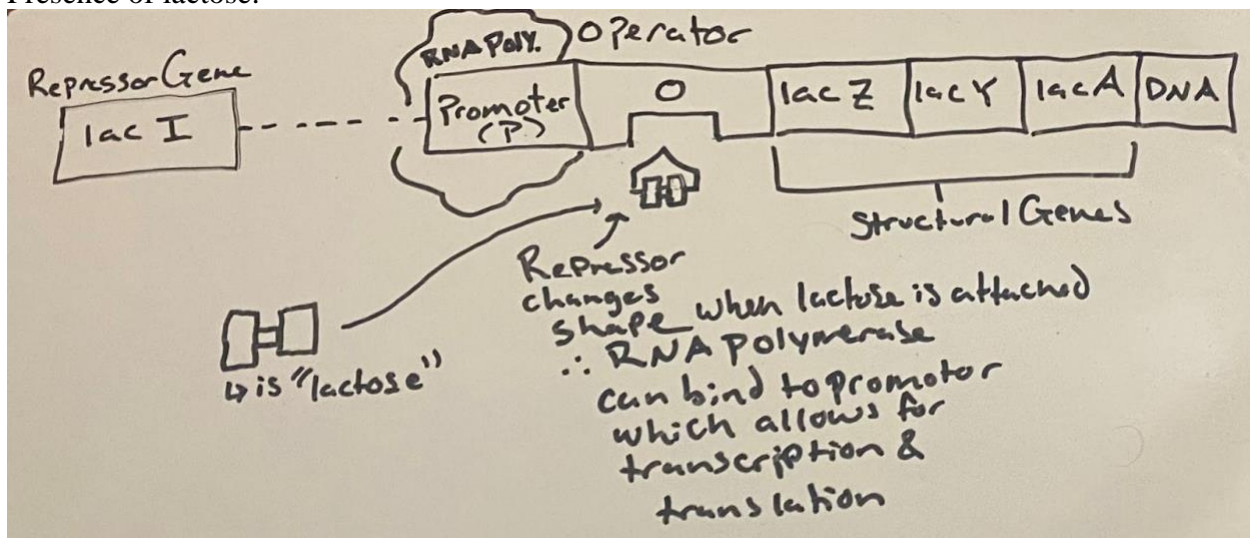 Presence of lactose:
RNA Poly.
Operator
Repressor Gene
lac I
Promoter
(P)
O
lac Z
lac Y
lac A
DNA
Structural Genes
Repressor
changes
shape when lactose is attached
∴ RNA Polymerase
can bind to promotor
which allows for
transcription &
translation
↳ is "lactose"